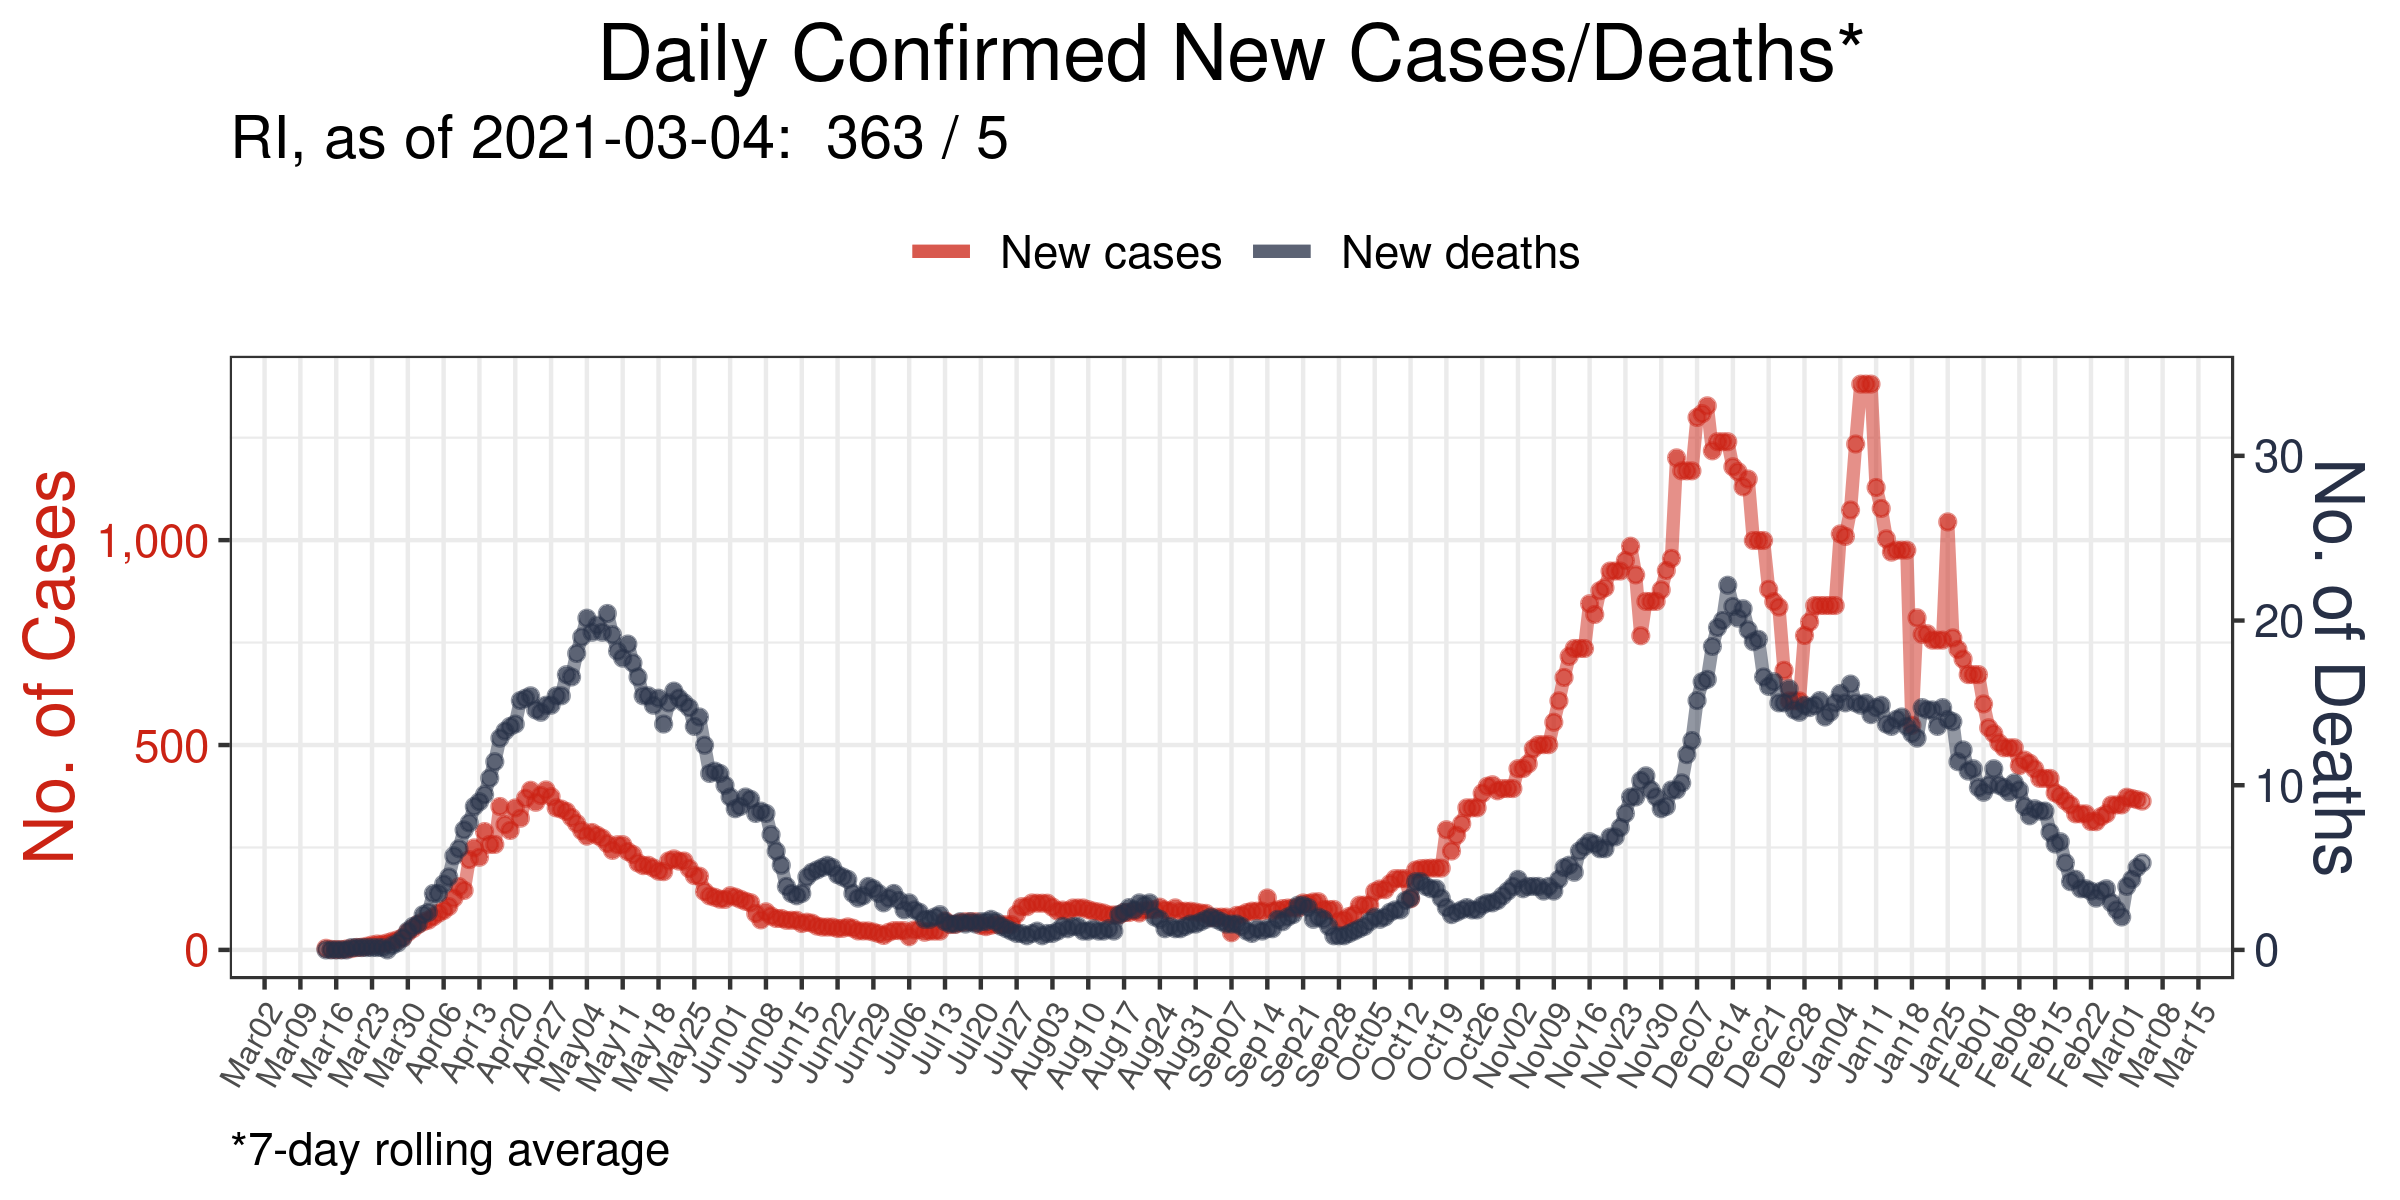 Daily Confirmed New Cases/Deaths*
RI, as of 2021-03-04:  363 / 5
New cases New deaths
No. of Cases
1,000
500
0
30
20
10
0
No. of Deaths
Mar02 Mar09 Mar16 Mar23 Mar30 Apr06 Apr13 Apr20 Apr27 May04 May11 May18 May25 Jun01 Jun08 Jun15 Jun22 Jun29 Jul06 Jul13 Jul20 Jul27 Aug03 Aug10 Aug17 Aug24 Aug31 Sep07 Sep14 Sep21 Sep28 Oct05 Oct12 Oct19 Oct26 Nov02 Nov09 Nov16 Nov23 Nov30 Dec07 Dec14 Dec21 Dec28 Jan04 Jan11 Jan18 Jan25 Feb01 Feb08 Feb15 Feb22 Mar01 Mar08 Mar15
*7-day rolling average